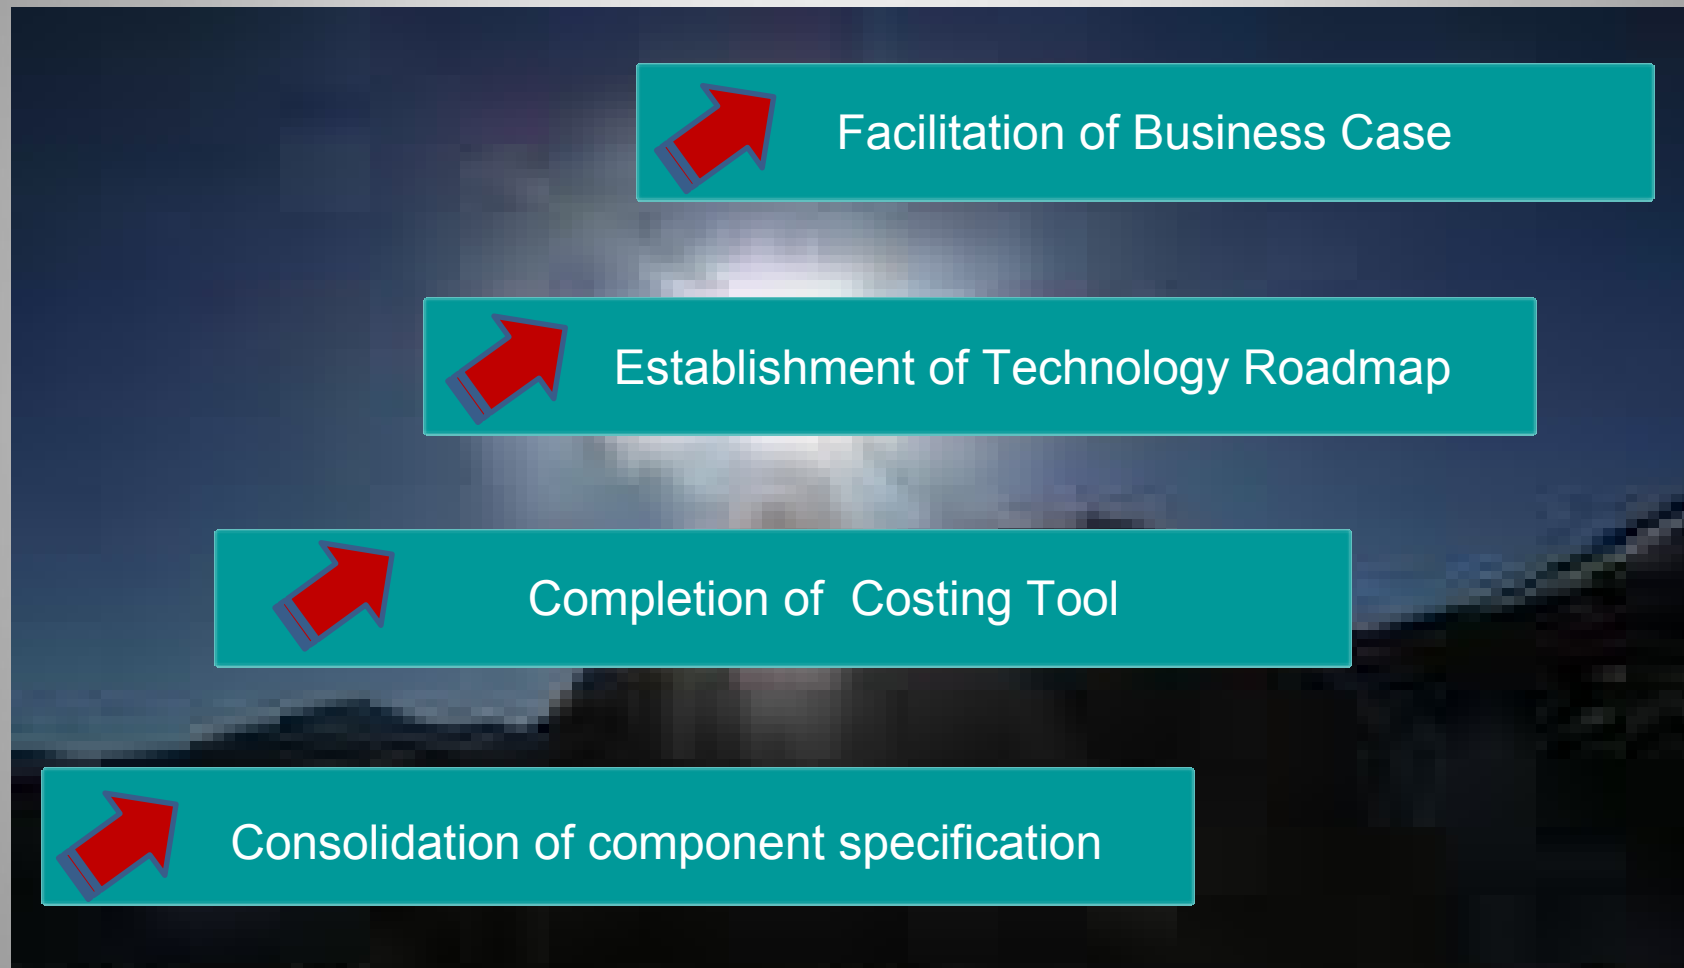 Facilitation of Business Case
Establishment of Technology Roadmap
Completion of  Costing Tool
Consolidation of component specification